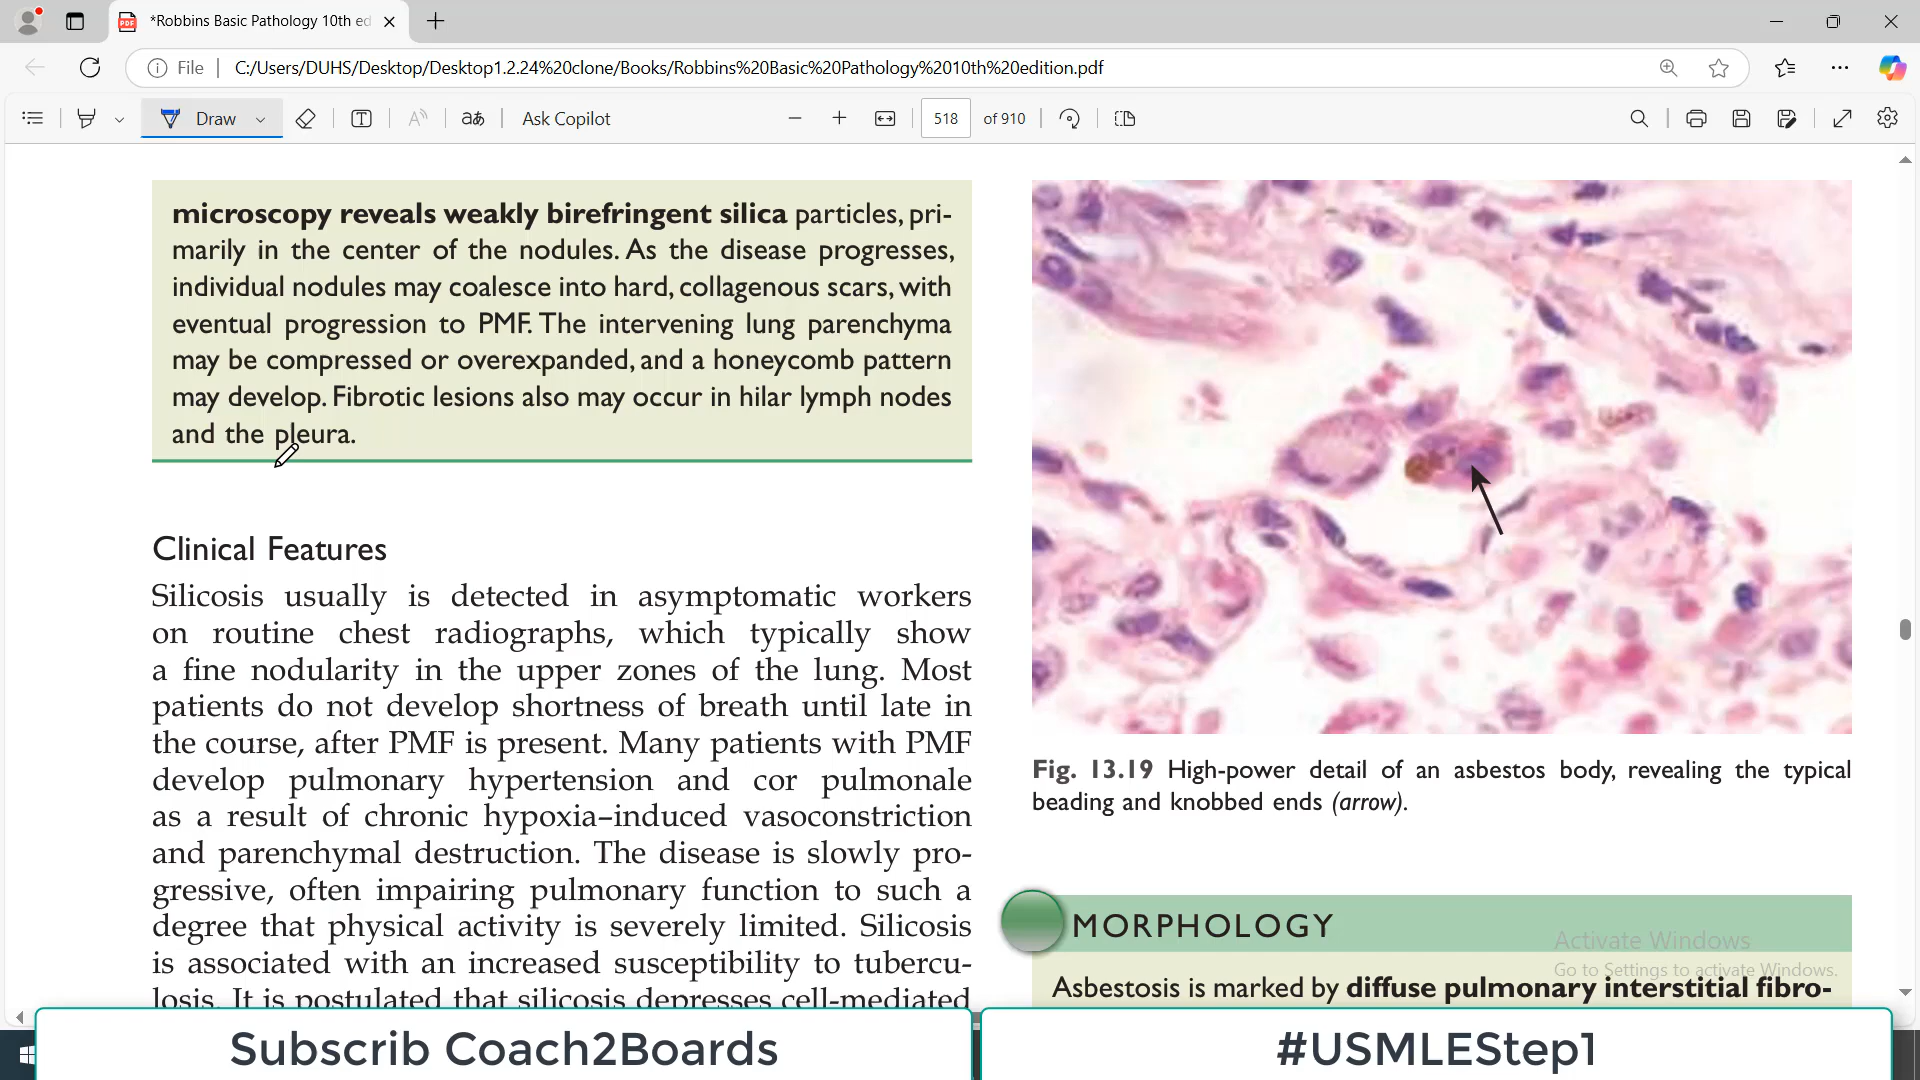 *Robbins Basic Pathology 10th ed
File
C:/Users/DUHS/Desktop/Desktop1.2.24%20clone/Books/Robbins%20Basic%20Pathology%2010th%20edition.pdf
Draw
Ask Copilot
518 of 910
microscopy reveals weakly birefringent silica particles, pri-
marily in the center of the nodules. As the disease progresses,
individual nodules may coalesce into hard, collagenous scars, with
eventual progression to PMF. The intervening lung parenchyma
may be compressed or overexpanded, and a honeycomb pattern
may develop. Fibrotic lesions also may occur in hilar lymph nodes
and the pleura.
Clinical Features
Silicosis usually is detected in asymptomatic workers
on routine chest radiographs, which typically show
a fine nodularity in the upper zones of the lung. Most
patients do not develop shortness of breath until late in
the course, after PMF is present. Many patients with PMF
develop pulmonary hypertension and cor pulmonale
as a result of chronic hypoxia–induced vasoconstriction
and parenchymal destruction. The disease is slowly pro-
gressive, often impairing pulmonary function to such a
degree that physical activity is severely limited. Silicosis
is associated with an increased susceptibility to tubercu-
losis. It is postulated that silicosis depresses cell-mediated
Fig. 13.19 High-power detail of an asbestos body, revealing the typical
beading and knobbed ends (arrow).
MORPHOLOGY
Asbestosis is marked by diffuse pulmonary interstitial fibro-
Activate Windows
Go to Settings to activate Windows.
Subscrib Coach2Boards
#USMLEStep1